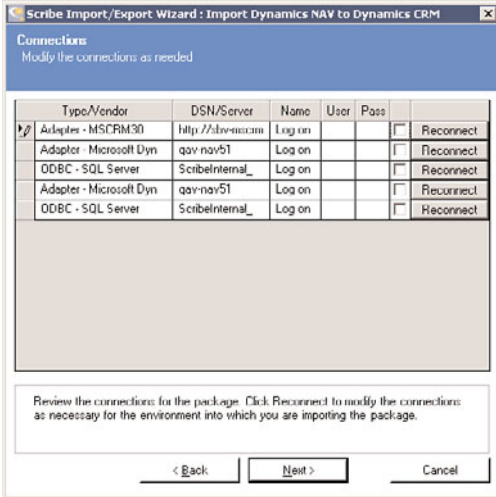 Scribe Import/Export Wizard : Import Dynamics NAV to Dynamics CRM
Connections
Modify the connections as needed
Type/Vendor DSN/Server Name User Pass
Adapter - MSCRM30 http://sbv-mscrm Log on Reconnect
Adapter - Microsoft Dyn qav-nav51 Log on Reconnect
ODBC - SQL Server ScribeInternal_ Log on Reconnect
Adapter - Microsoft Dyn qav-nav51 Log on Reconnect
ODBC - SQL Server ScribeInternal_ Log on Reconnect
Review the connections for the package. Click Reconnect to modify the connections
as necessary for the environment into which you are importing the package.
< Back Next > Cancel